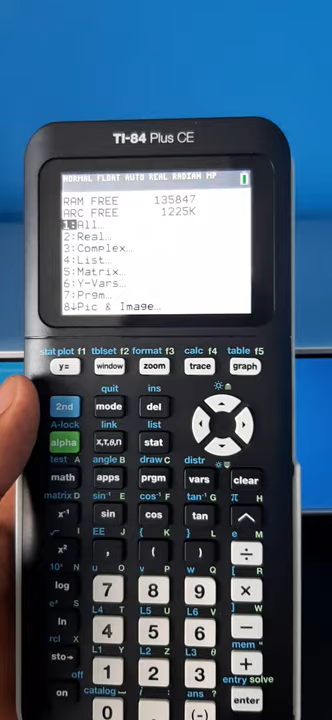 TI-84 Plus CE
NORMAL FLOAT AUTO REAL RADIAN MP
RAM FREE 135847
ARC FREE 1225K
1:All…
2:Real…
3:Complex…
4:List…
5:Matrix…
6:Y-Vars…
7:Prgm…
8↓Pic & Image…
stat plot f1 tblset f2 format f3 calc f4 table f5
y= window zoom trace graph
quit ins
2nd mode del
A-lock link list
alpha X,T,θ,n stat
test A angle B draw C distr
math apps prgm vars clear
matrix D sin⁻¹ E cos⁻¹ F tan⁻¹ G π H
x⁻¹ sin cos tan ^
√ I EE J { K } L e M
x² , ( ) ÷
10ˣ N u O v P w Q [ R
log 7 8 9 ×
eˣ S L4 T L5 U L6 V ] W
ln 4 5 6 −
rcl X L1 Y L2 Z L3 θ mem "
sto→ 1 2 3 +
off catalog i : ans ? entry solve
on 0 . (-) enter